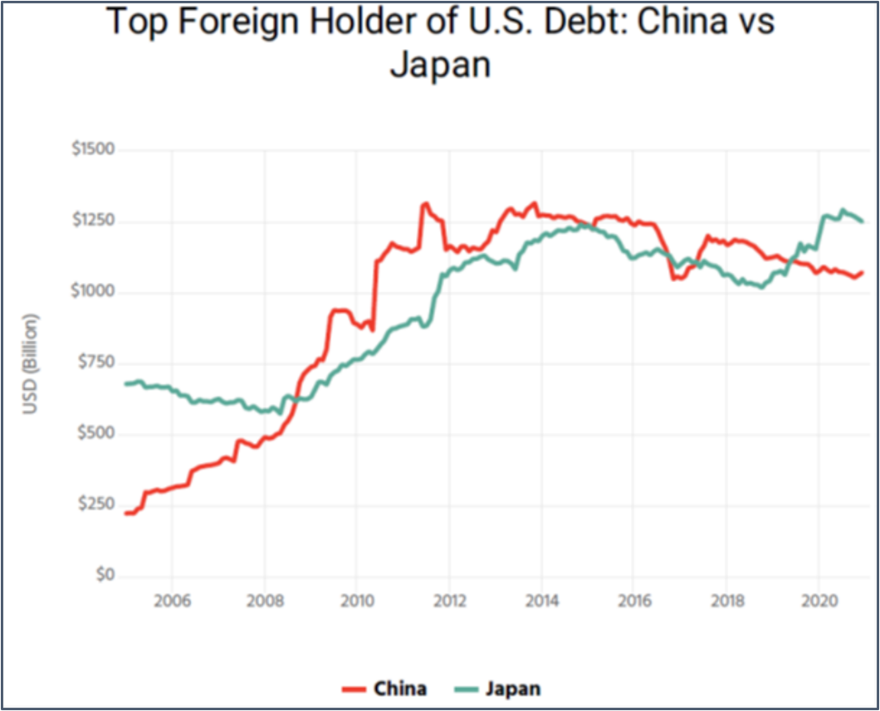 Top Foreign Holder of U.S. Debt: China vs
Japan
USD (Billion)
$1500
$1250
$1000
$750
$500
$250
$0
2006 2008 2010 2012 2014 2016 2018 2020
China Japan